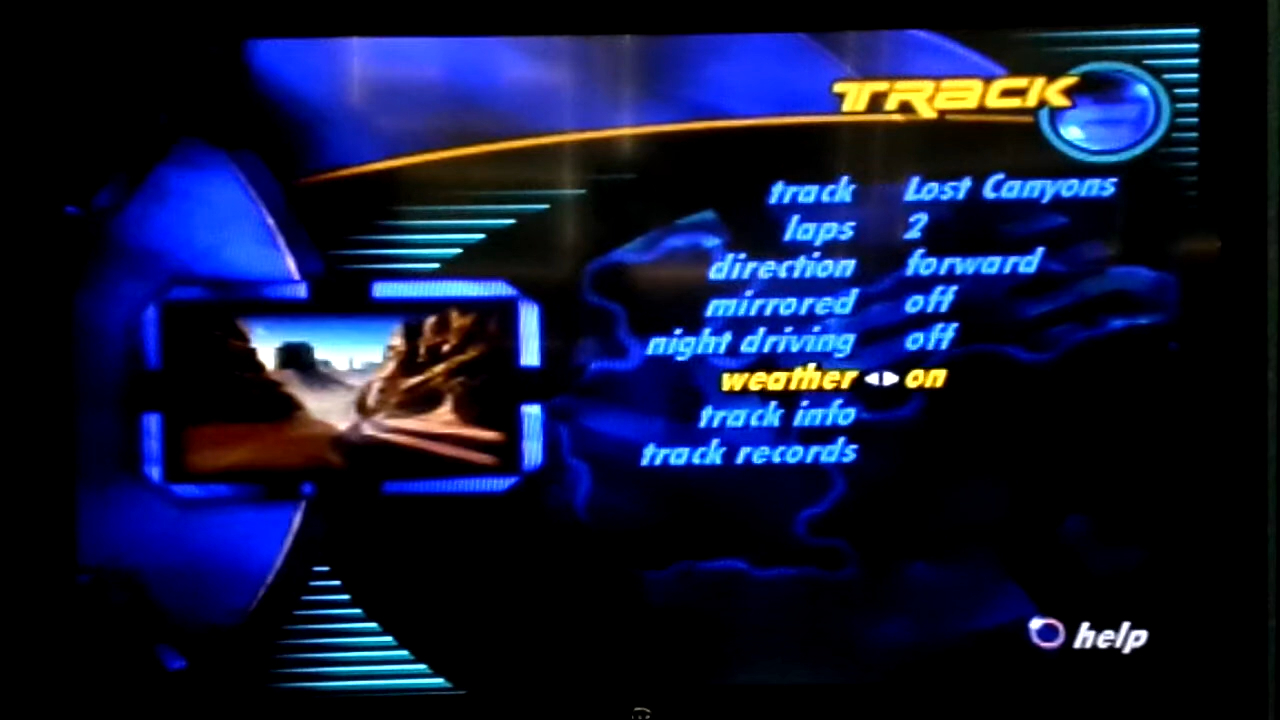 TRACK
track Lost Canyons
laps 2
direction forward
mirrored off
night driving off
weather on
track info
track records
help